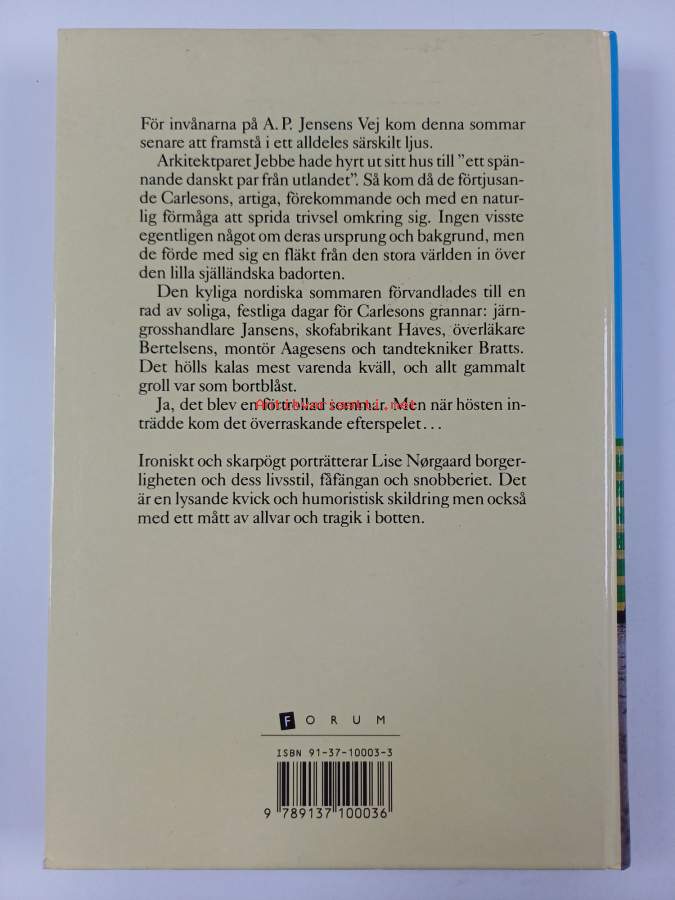 För invånarna på A. P. Jensens Vej kom denna sommar
senare att framstå i ett alldeles särskilt ljus.
Arkitektparet Jebbe hade hyrt ut sitt hus till ”ett spän-
nande danskt par från utlandet”. Så kom då de förtjusan-
de Carlesons, artiga, förekommande och med en natur-
lig förmåga att sprida trivsel omkring sig. Ingen visste
egentligen något om deras ursprung och bakgrund, men
de förde med sig en fläkt från den stora världen in över
den lilla själländska badorten.
Den kyliga nordiska sommaren förvandlades till en
rad av soliga, festliga dagar för Carlesons grannar: järn-
grosshandlare Jansens, skofabrikant Haves, överläkare
Bertelsens, montör Aagesens och tandtekniker Bratts.
Det hölls kalas mest varenda kväll, och allt gammalt
groll var som bortblåst.
Ja, det blev en förtrollad sommar. Men när hösten in-
Antikvariaatti.net
trädde kom det överraskande efterspelet...
Ironiskt och skarpögt porträtterar Lise Nørgaard borger-
ligheten och dess livsstil, fåfängan och snobberiet. Det
är en lysande kvick och humoristisk skildring men också
med ett mått av allvar och tragik i botten.
FORUM
ISBN 91-37-10003-3
9 789137 100036